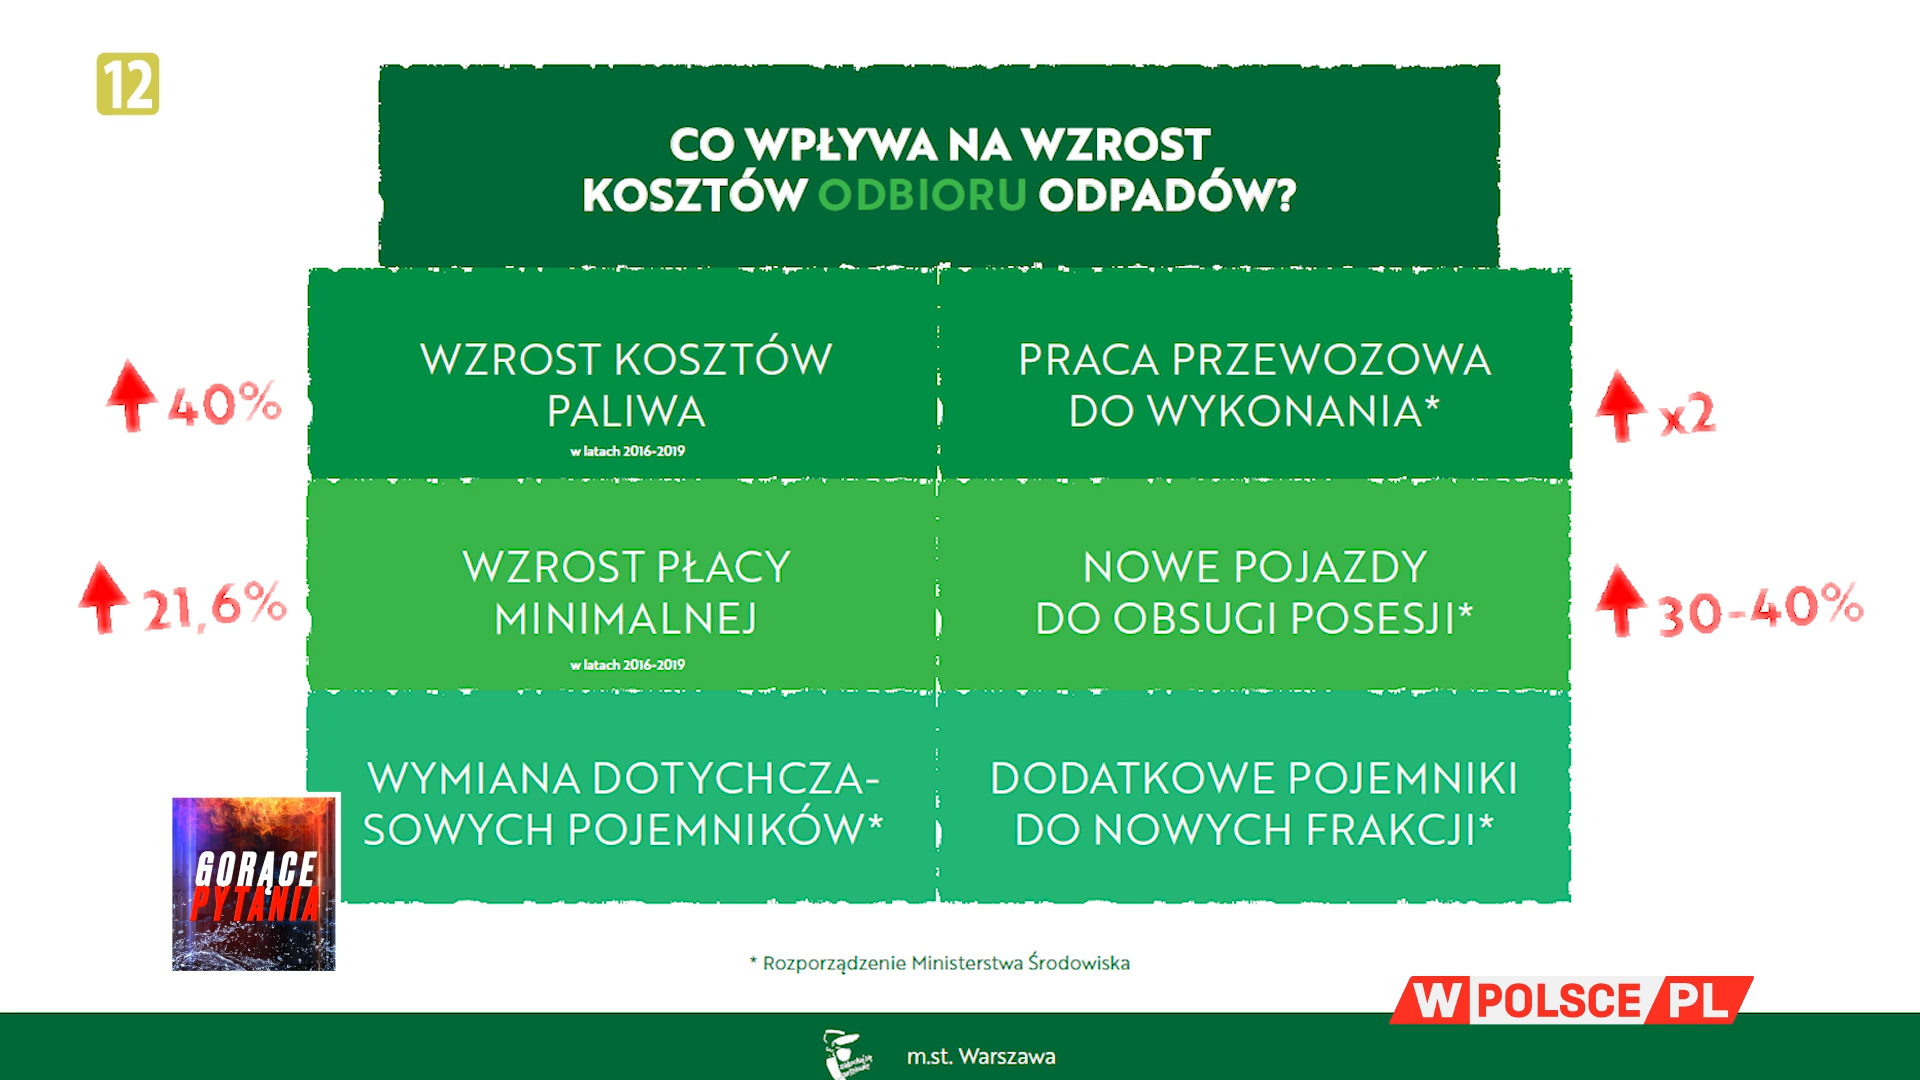 12
CO WPŁYWA NA WZROST
KOSZTÓW ODBIORU ODPADÓW?
40%
WZROST KOSZTÓW
PALIWA
w latach 2016-2019
PRACA PRZEWOZOWA
DO WYKONANIA*
x2
21,6%
WZROST PŁACY
MINIMALNEJ
w latach 2016-2019
NOWE POJAZDY
DO OBSUGI POSESJI*
30-40%
WYMIANA DOTYCHCZA-
SOWYCH POJEMNIKÓW*
DODATKOWE POJEMNIKI
DO NOWYCH FRAKCJI*
GORĄCE
PYTANIA
* Rozporządzenie Ministerstwa Środowiska
W POLSCE PL
m.st. Warszawa